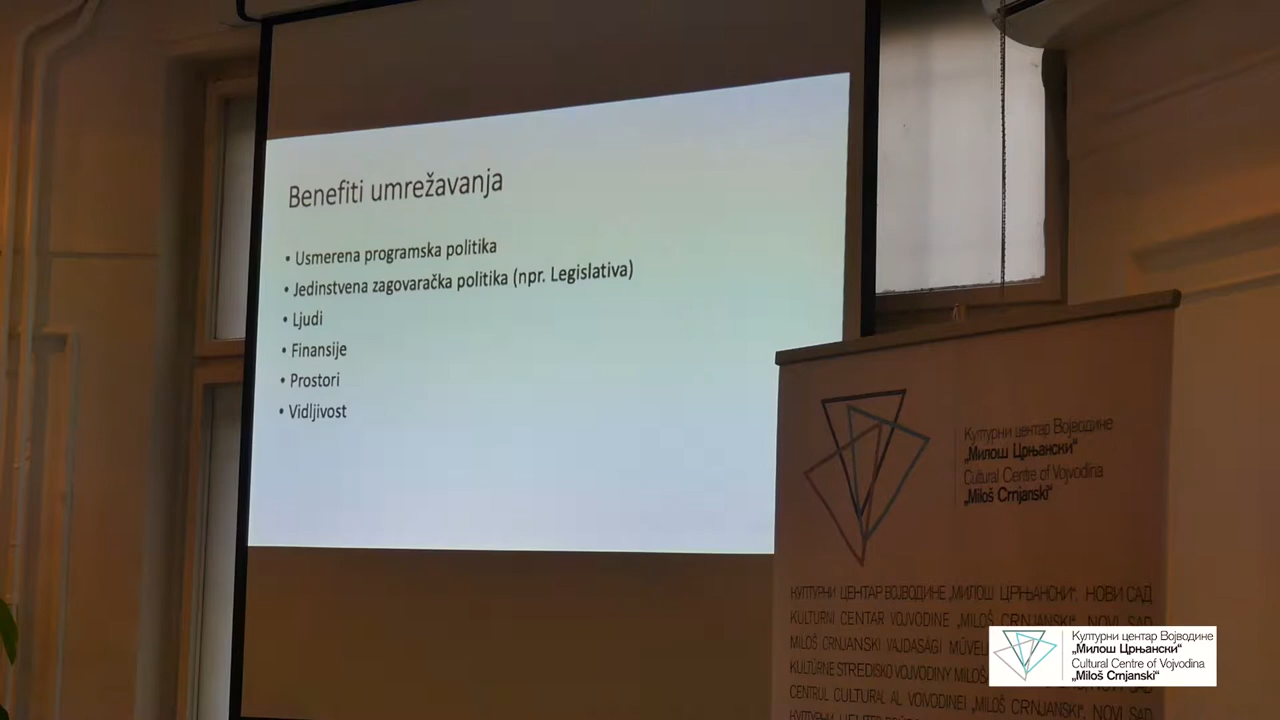 Benefiti umrežavanja
• Usmerena programska politika
• Jedinstvena zagovaračka politika (npr. Legislativa)
• Ljudi
• Finansije
• Prostori
• Vidljivost
Културни центар Војводине
„Милош Црњански“
Cultural Centre of Vojvodina
„Miloš Crnjanski“
КУЛТУРНИ ЦЕНТАР ВОЈВОДИНЕ „МИЛОШ ЦРЊАНСКИ“, НОВИ САД
KULTURNI CENTAR VOJVODINE „MILOŠ CRNJANSKI“, NOVI SAD
MILOŠ CRNJANSKI VAJDASÁGI
KULTÚRNE STREDISKO VOJVODINY MILOŠ
CENTRUL CULTURAL AL VOIVODINEI „MILOŠ CRNJANSKI“, NOVI SAD
Културни центар Војводине
„Милош Црњански“
Cultural Centre of Vojvodina
„Miloš Crnjanski“